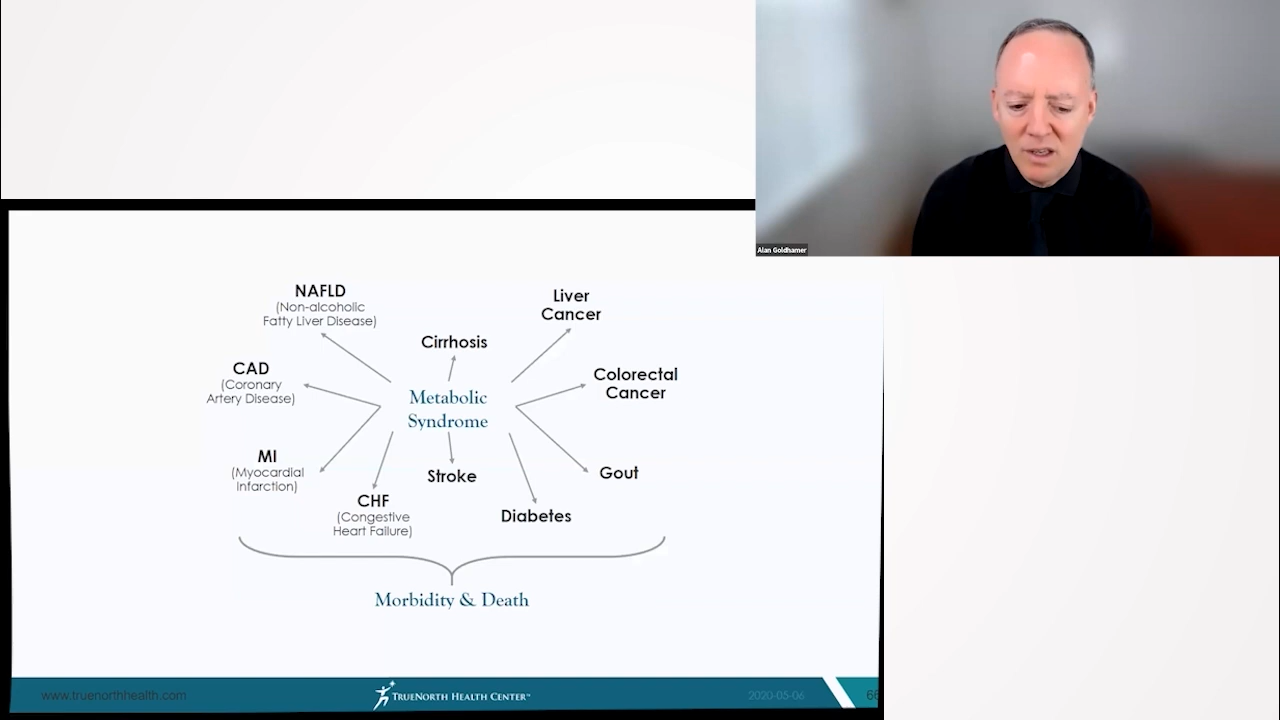 Alan Goldhamer
NAFLD
(Non-alcoholic
Fatty Liver Disease)
Liver
Cancer
Cirrhosis
CAD
(Coronary
Artery Disease)
Colorectal
Cancer
Metabolic
Syndrome
MI
(Myocardial
Infarction)
Stroke
Gout
CHF
(Congestive
Heart Failure)
Diabetes
Morbidity & Death
www.truenorthhealth.com
TRUENORTH HEALTH CENTER™
2020-05-06